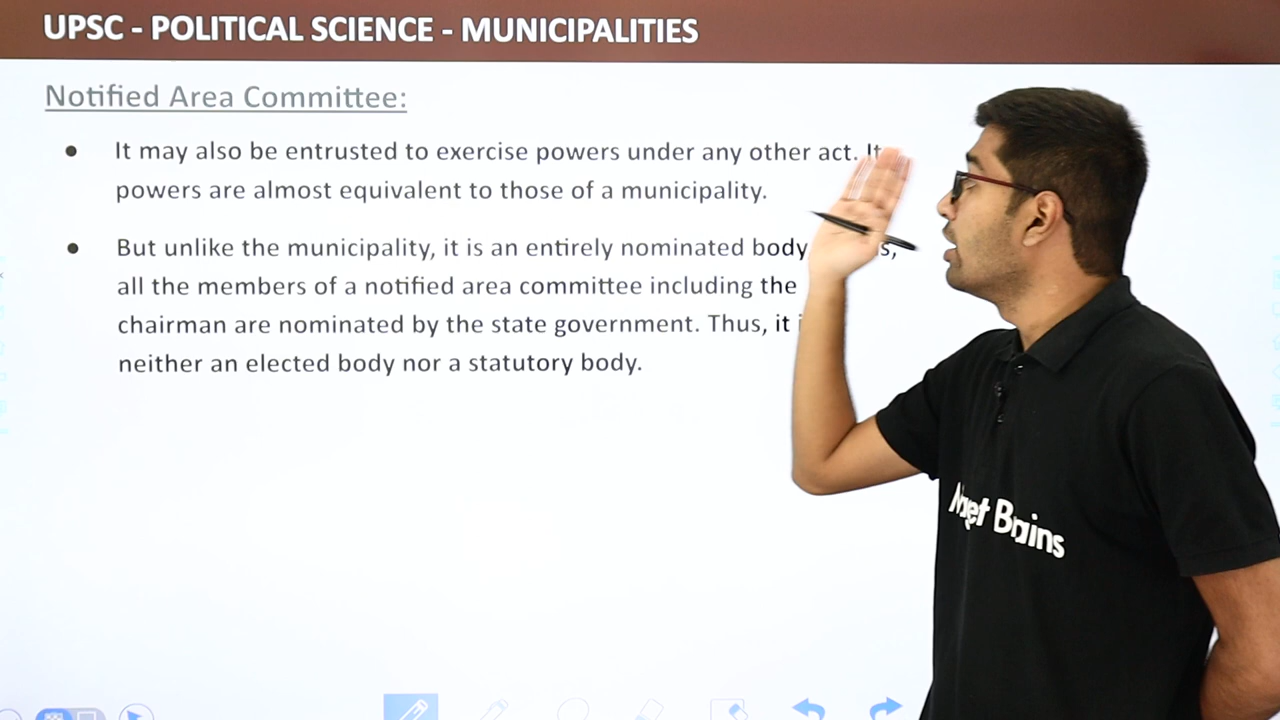 UPSC - POLITICAL SCIENCE - MUNICIPALITIES
Notified Area Committee:
It may also be entrusted to exercise powers under any other act.
powers are almost equivalent to those of a municipality.
But unlike the municipality, it is an entirely nominated body
all the members of a notified area committee including the
chairman are nominated by the state government. Thus, it
neither an elected body nor a statutory body.
Brains